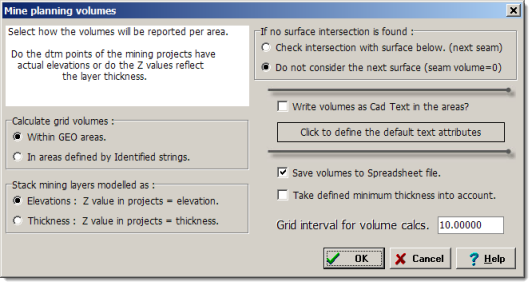 Mine planning volumes
Select how the volumes will be reported per area.
Do the dtm points of the mining projects have
actual elevations or do the Z values reflect
the layer thickness.
Calculate grid volumes :
Within GEO areas.
In areas defined by Identified strings.
Stack mining layers modelled as :
Elevations : Z value in projects = elevation.
Thickness : Z value in projects = thickness.
If no surface intersection is found :
Check intersection with surface below. (next seam)
Do not consider the next surface (seam volume=0)
Write volumes as Cad Text in the areas?
Click to define the default text attributes
Save volumes to Spreadsheet file.
Take defined minimum thickness into account.
Grid interval for volume calcs. 10.00000
OK Cancel ? Help